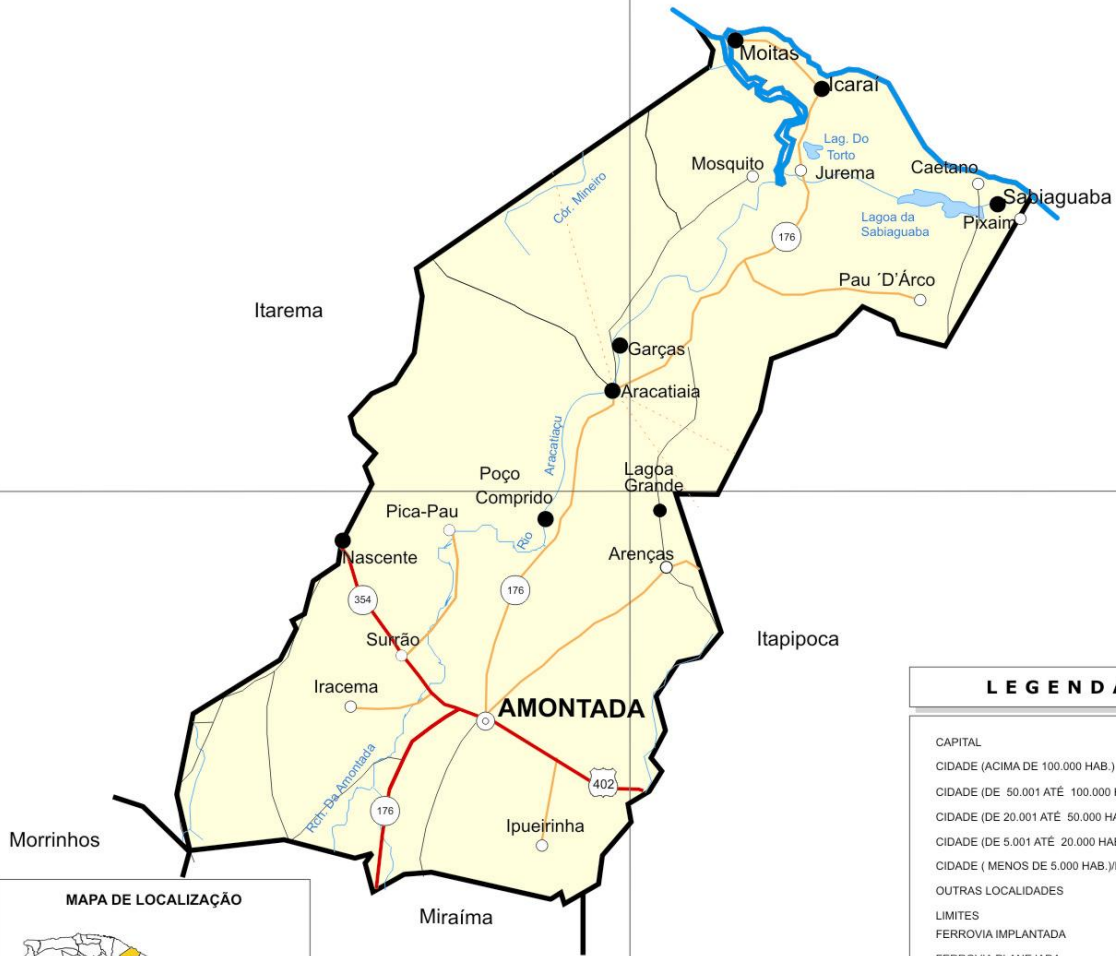 Moitas
Icaraí
Lag. Do
Torto
Mosquito
Jurema
Caetano
Sabiaguaba
Pixaim
Lagoa da
Sabiaguaba
Cór. Mineiro
176
Pau ´D'Árco
Itarema
Garças
Aracatiaia
Aracatiaçu
Rio
Lagoa
Grande
Poço
Comprido
Pica-Pau
Nascente
Arenças
176
354
Surrão
Itapipoca
Iracema
AMONTADA
Rch. Da Amontada
402
176
Ipueirinha
Morrinhos
Miraíma
MAPA DE LOCALIZAÇÃO
LEGENDA
CAPITAL
CIDADE (ACIMA DE 100.000 HAB.)
CIDADE (DE 50.001 ATÉ 100.000
CIDADE (DE 20.001 ATÉ 50.000
CIDADE (DE 5.001 ATÉ 20.000
CIDADE ( MENOS DE 5.000 HAB.)/
OUTRAS LOCALIDADES
LIMITES
FERROVIA IMPLANTADA